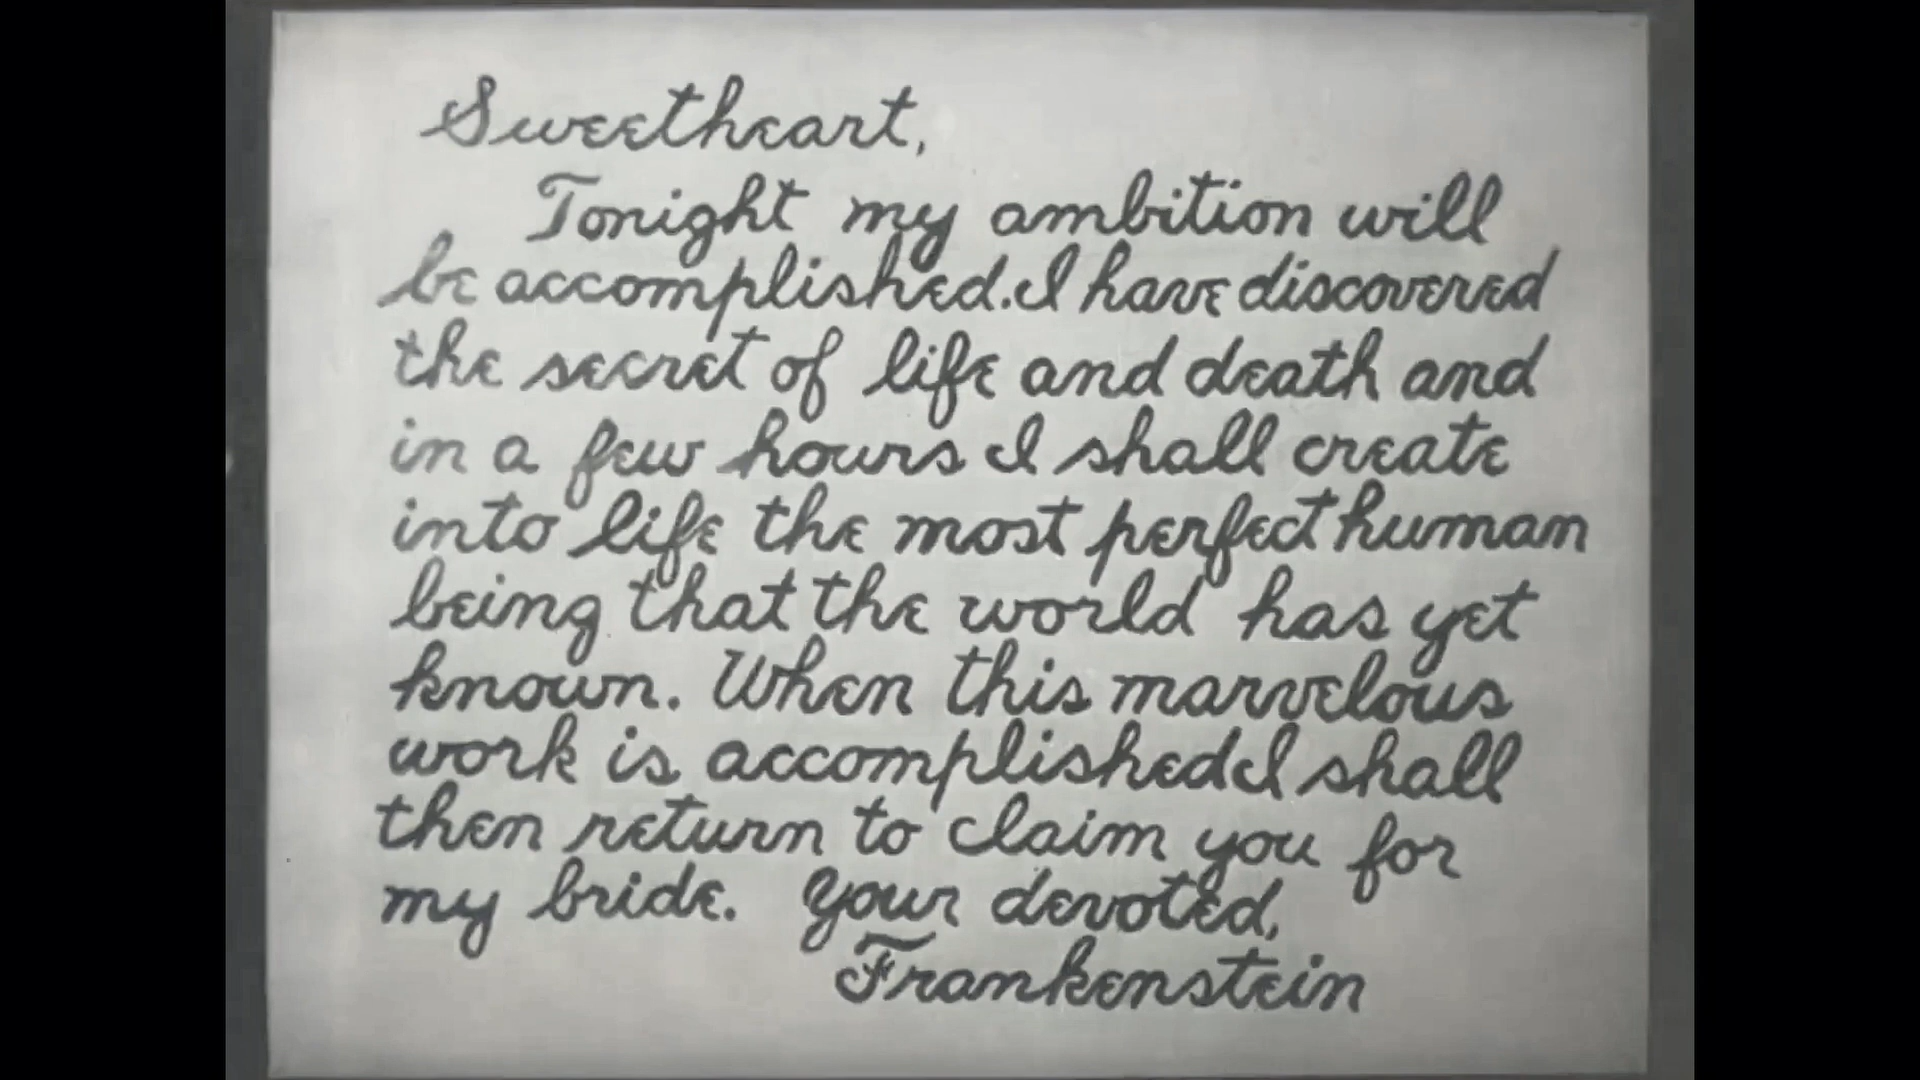 Sweetheart,
Tonight my ambition will
be accomplished. I have discovered
the secret of life and death and
in a few hours I shall create
into life the most perfect human
being that the world has yet
known. When this marvelous
work is accomplished I shall
then return to claim you for
my bride. Your devoted,
Frankenstein